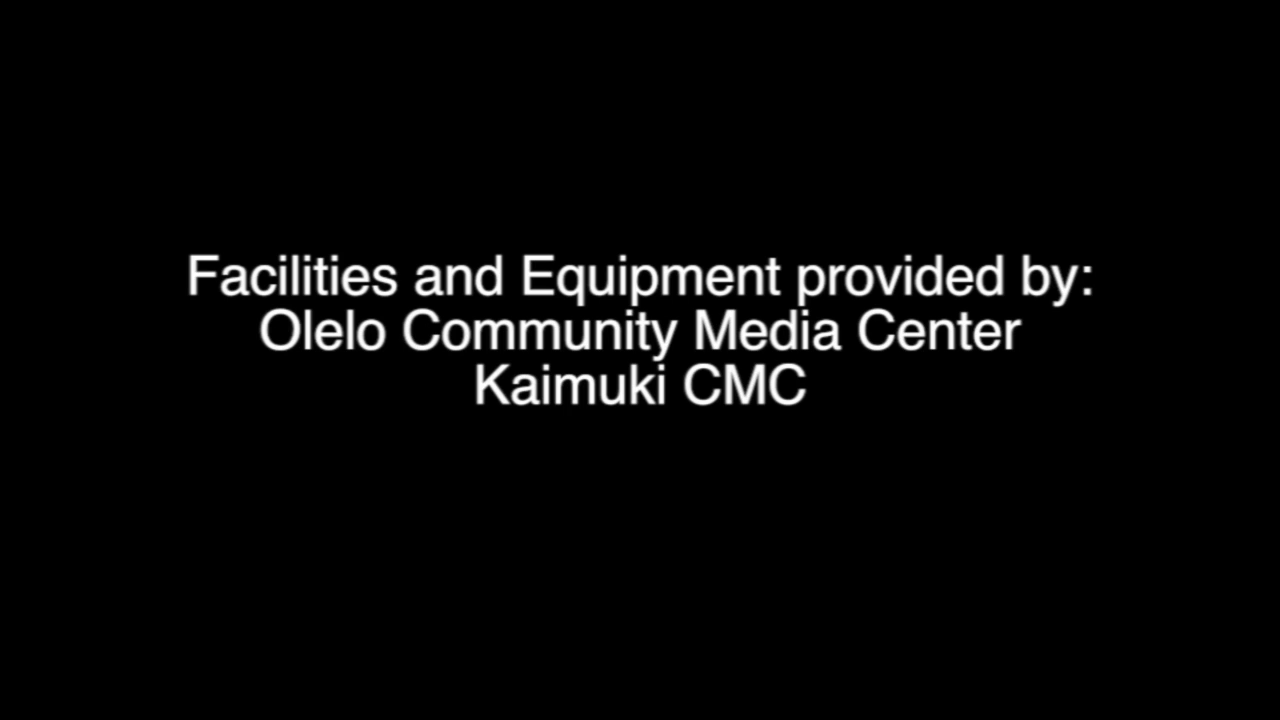 Facilities and Equipment provided by:
Olelo Community Media Center
Kaimuki CMC